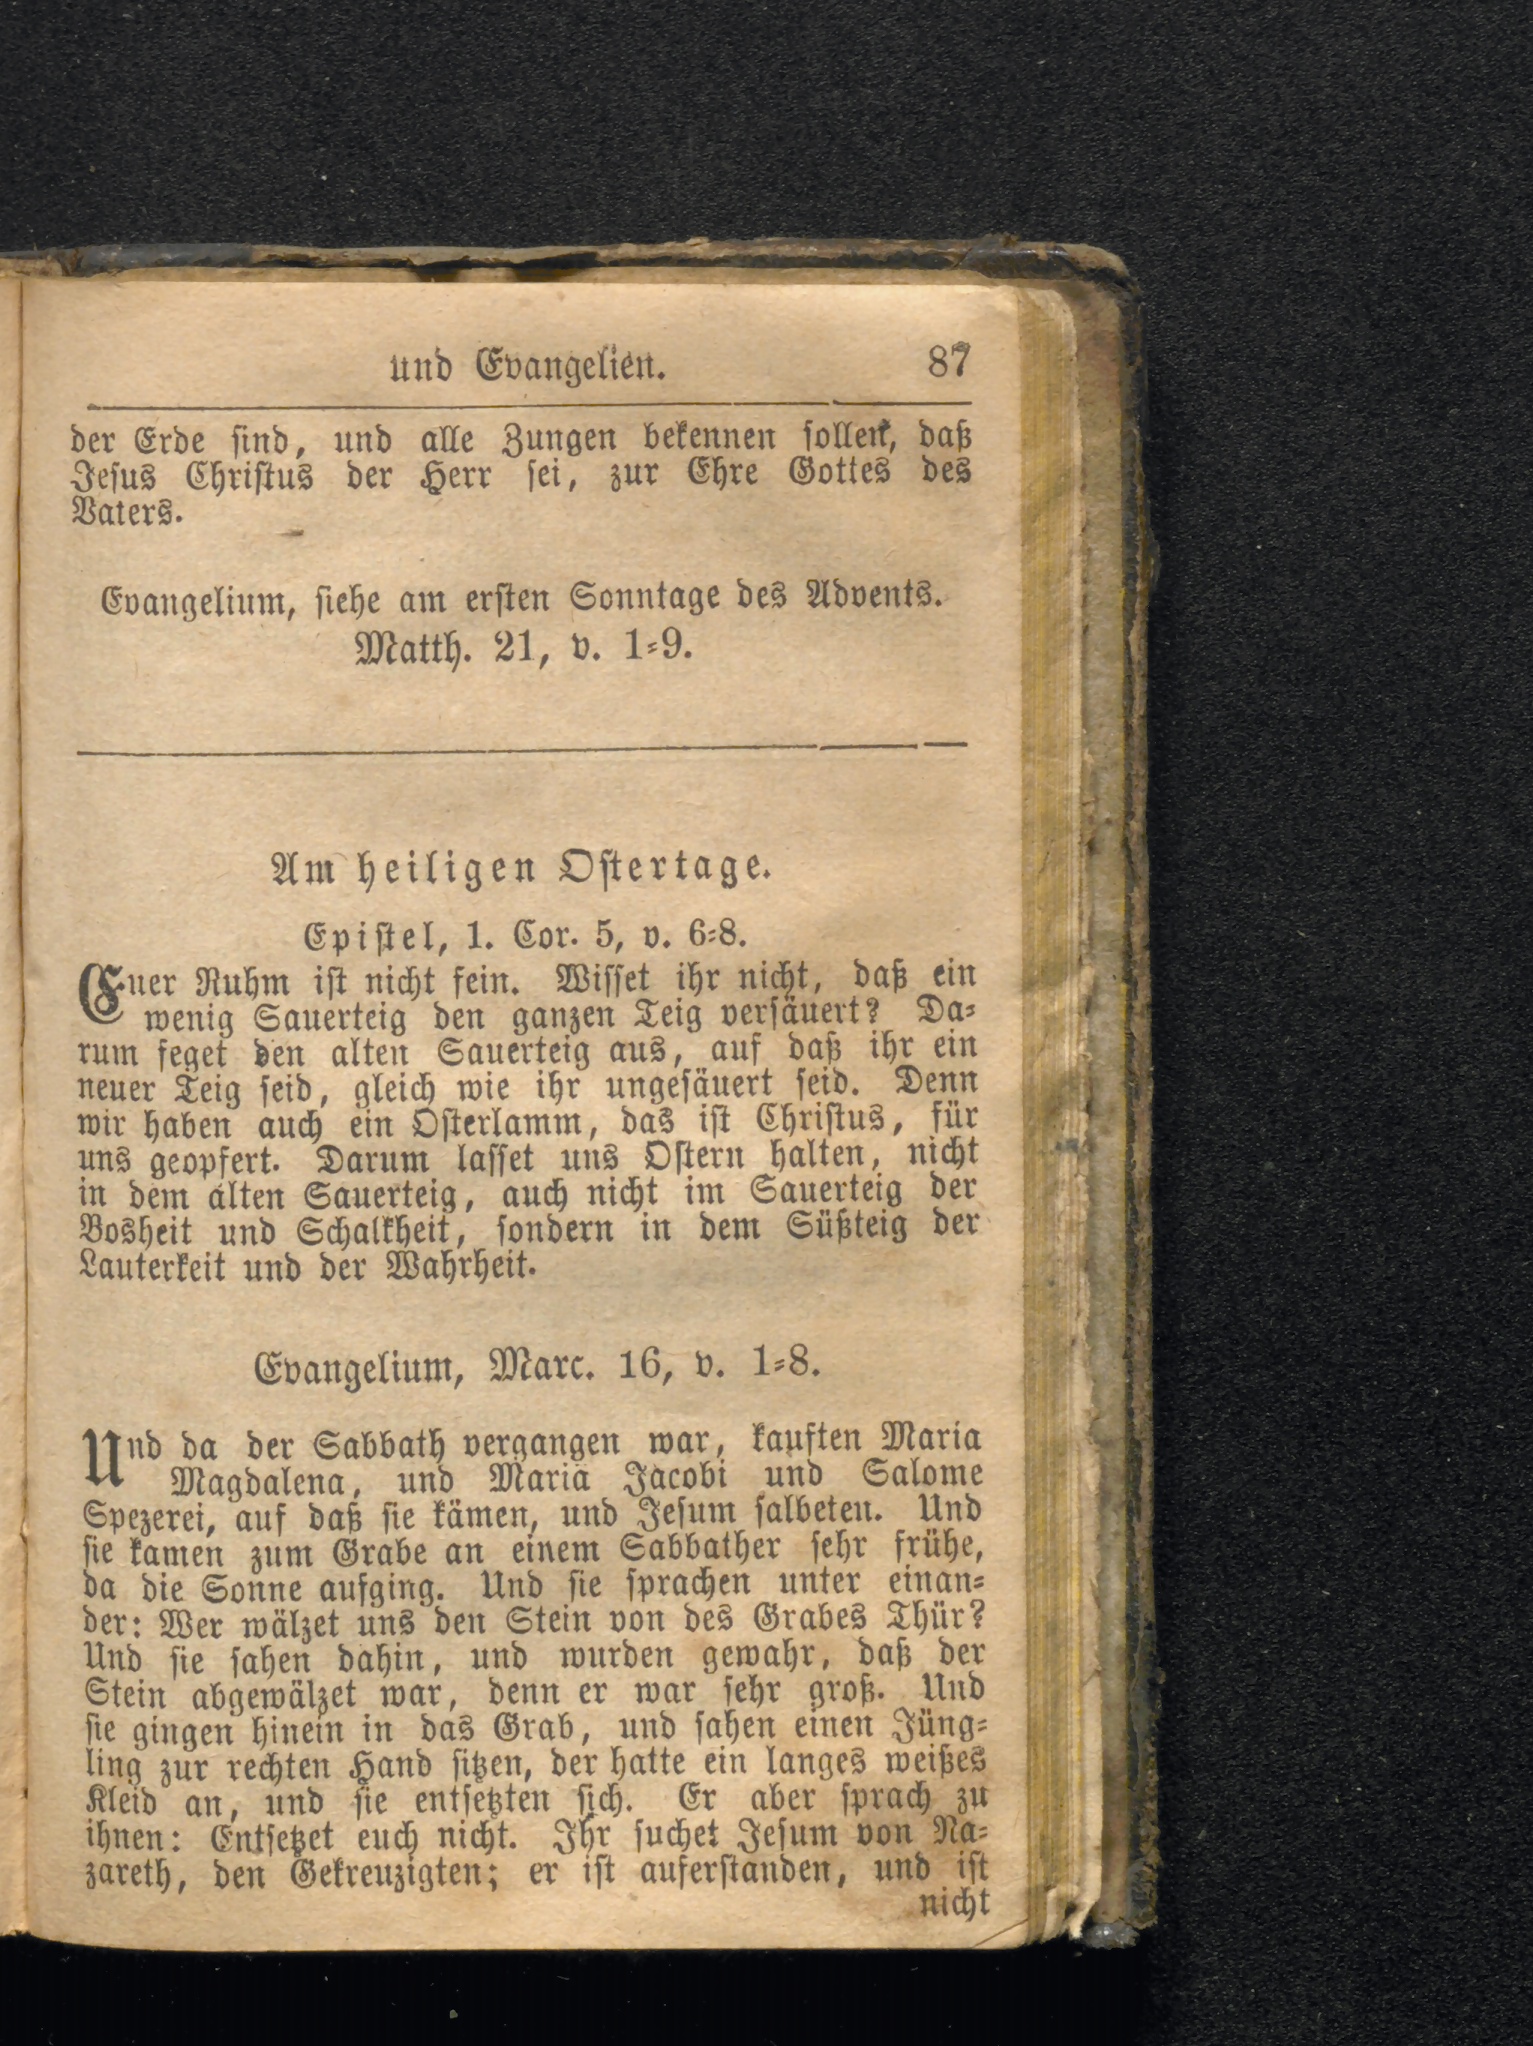 und Evangelien. 87
der Erde sind, und alle Zungen bekennen sollen, daß
Jesus Christus der Herr sei, zur Ehre Gottes des
Vaters.
Evangelium, siehe am ersten Sonntage des Advents.
Matth. 21, v. 1-9.
Am heiligen Ostertage.
Epistel, 1. Cor. 5, v. 6-8.
Euer Ruhm ist nicht fein. Wisset ihr nicht, daß ein
wenig Sauerteig den ganzen Teig versäuert? Da-
rum feget den alten Sauerteig aus, auf daß ihr ein
neuer Teig seid, gleich wie ihr ungesäuert seid. Denn
wir haben auch ein Osterlamm, das ist Christus, für
uns geopfert. Darum lasset uns Ostern halten, nicht
in dem alten Sauerteig, auch nicht im Sauerteig der
Bosheit und Schalkheit, sondern in dem Süßteig der
Lauterkeit und der Wahrheit.
Evangelium, Marc. 16, v. 1-8.
Und da der Sabbath vergangen war, kauften Maria
Magdalena, und Maria Jacobi und Salome
Spezerei, auf daß sie kämen, und Jesum salbeten. Und
sie kamen zum Grabe an einem Sabbather sehr frühe,
da die Sonne aufging. Und sie sprachen unter einan-
der: Wer wälzet uns den Stein von des Grabes Thür?
Und sie sahen dahin, und wurden gewahr, daß der
Stein abgewälzet war, denn er war sehr groß. Und
sie gingen hinein in das Grab, und sahen einen Jüng-
ling zur rechten Hand sitzen, der hatte ein langes weißes
Kleid an, und sie entsetzten sich. Er aber sprach zu
ihnen: Entsetzet euch nicht. Ihr suchet Jesum von Na-
zareth, den Gekreuzigten; er ist auferstanden, und ist
nicht